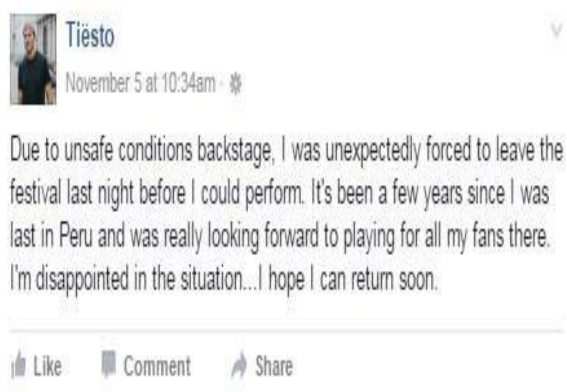 Tiësto
November 5 at 10:34am ·
Due to unsafe conditions backstage, I was unexpectedly forced to leave the
festival last night before I could perform. It's been a few years since I was
last in Peru and was really looking forward to playing for all my fans there.
I'm disappointed in the situation...I hope I can return soon.
Like Comment Share